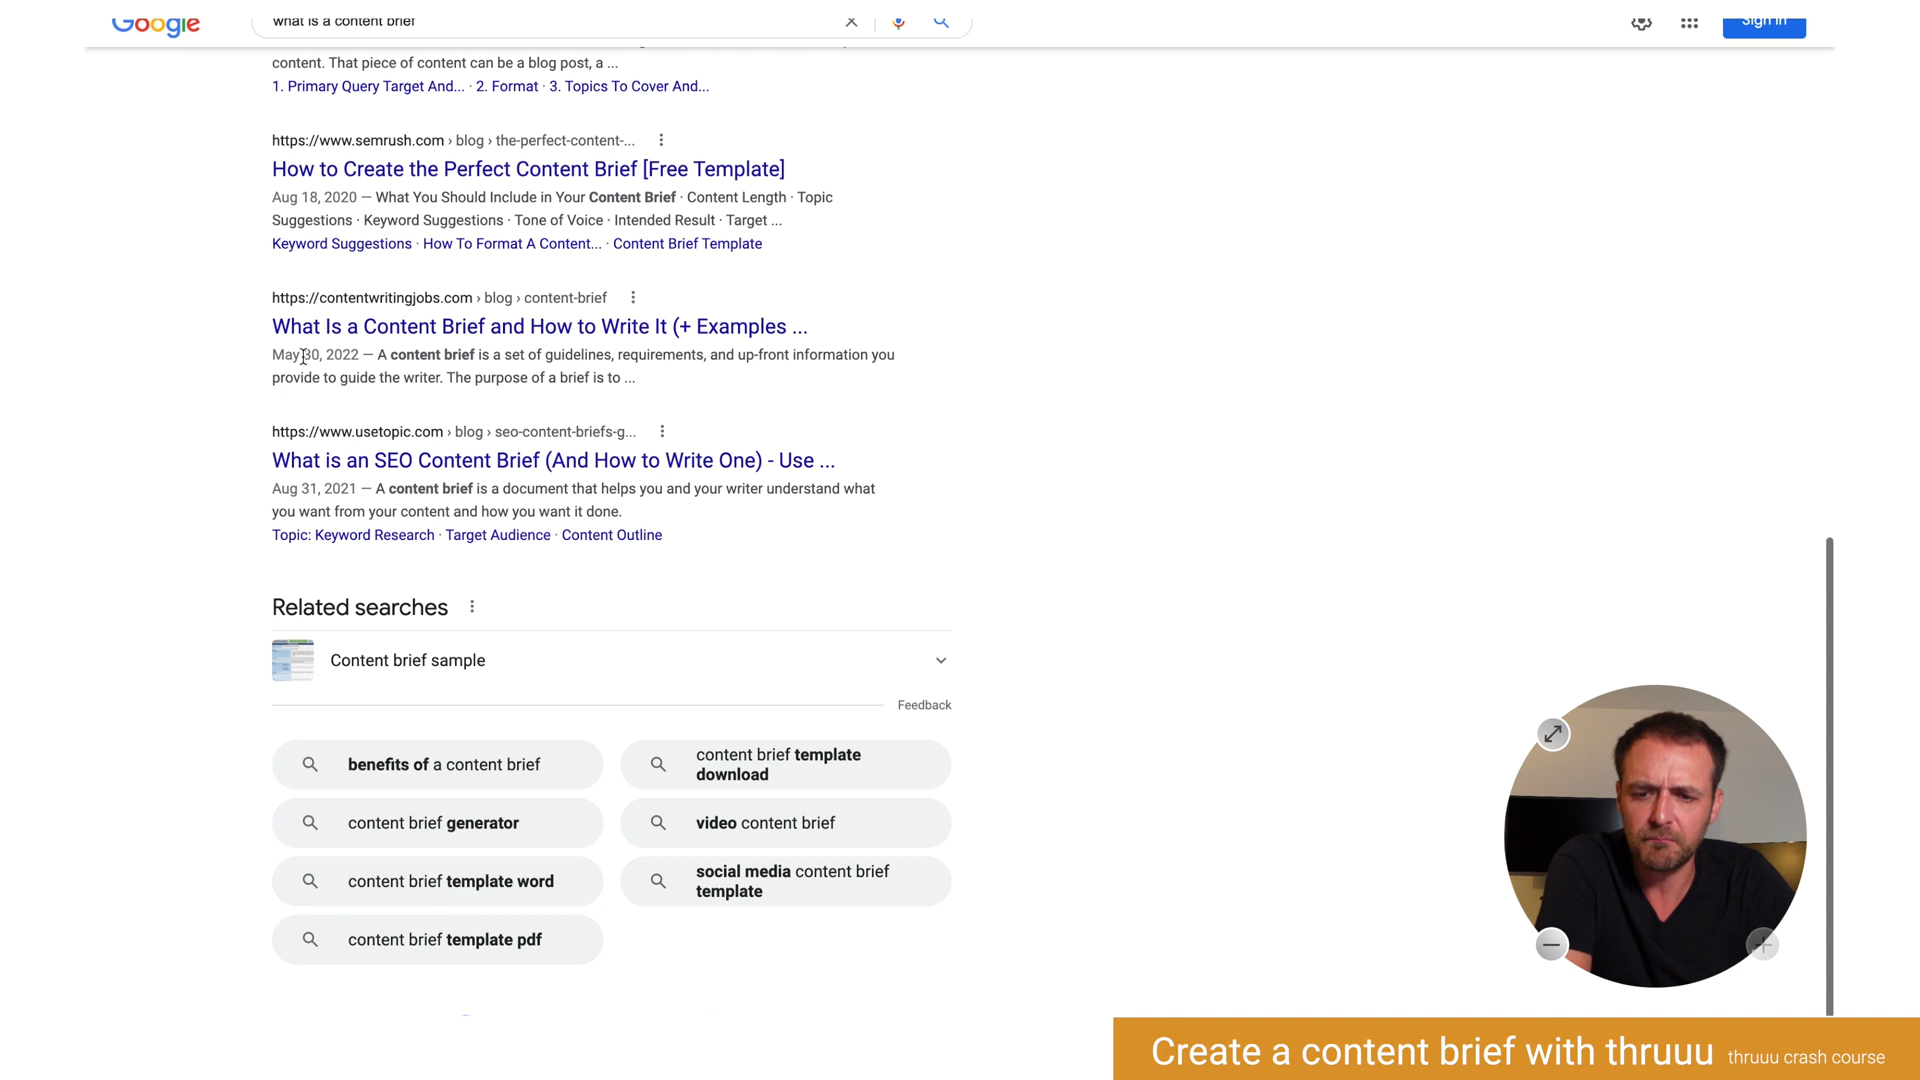 Google
what is a content brief
Sign in
content. That piece of content can be a blog post, a ...
1. Primary Query Target And... · 2. Format · 3. Topics To Cover And...
https://www.semrush.com › blog › the-perfect-content-...
How to Create the Perfect Content Brief [Free Template]
Aug 18, 2020 — What You Should Include in Your Content Brief · Content Length · Topic
Suggestions · Keyword Suggestions · Tone of Voice · Intended Result · Target ...
Keyword Suggestions · How To Format A Content... · Content Brief Template
https://contentwritingjobs.com › blog › content-brief
What Is a Content Brief and How to Write It (+ Examples ...
May 30, 2022 — A content brief is a set of guidelines, requirements, and up-front information you
provide to guide the writer. The purpose of a brief is to ...
https://www.usetopic.com › blog › seo-content-briefs-g...
What is an SEO Content Brief (And How to Write One) - Use ...
Aug 31, 2021 — A content brief is a document that helps you and your writer understand what
you want from your content and how you want it done.
Topic: Keyword Research · Target Audience · Content Outline
Related searches
Content brief sample
Feedback
benefits of a content brief
content brief template
download
content brief generator
video content brief
content brief template word
social media content brief
template
content brief template pdf
Create a content brief with thruuu thruuu crash course